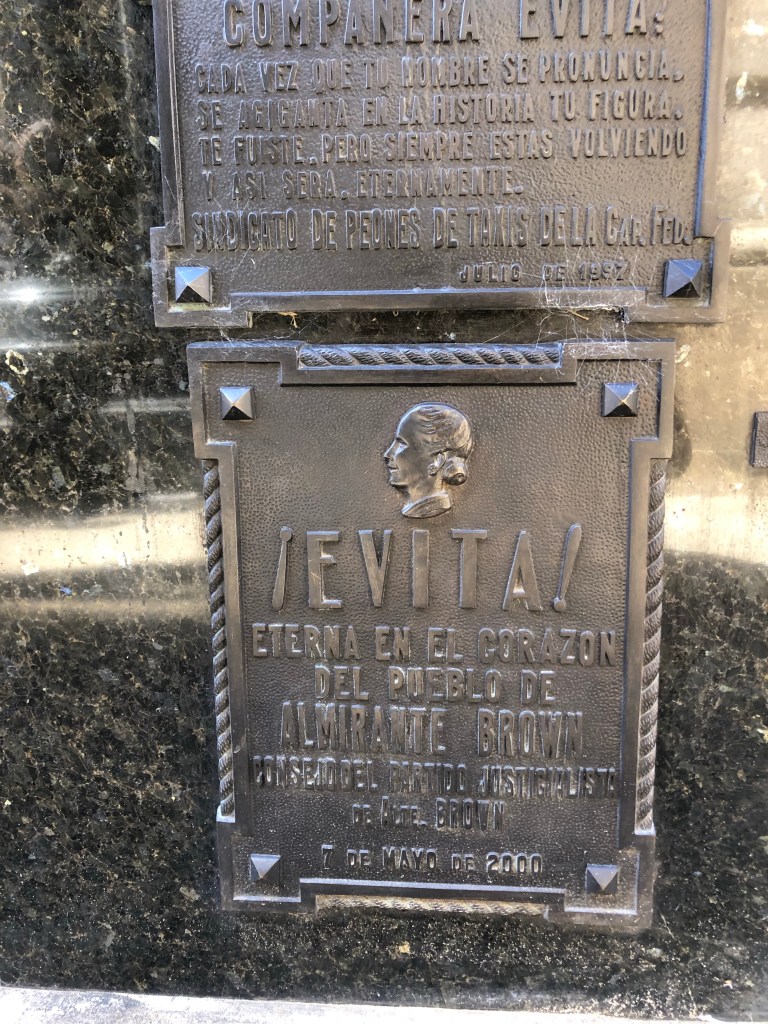 COMPAÑERA EVITA:
CADA VEZ QUE TU NOMBRE SE PRONUNCIA,
SE AGIGANTA EN LA HISTORIA TU FIGURA.
TE FUISTE, PERO SIEMPRE ESTAS VOLVIENDO
Y ASI SERA, ETERNAMENTE.
SINDICATO DE PEONES DE TAXIS DE LA CAP. FED.
JULIO DE 1997
¡EVITA!
ETERNA EN EL CORAZON
DEL PUEBLO DE
ALMIRANTE BROWN
CONSEJO DEL PARTIDO JUSTICIALISTA
DE ALTE. BROWN
7 DE MAYO DE 2000